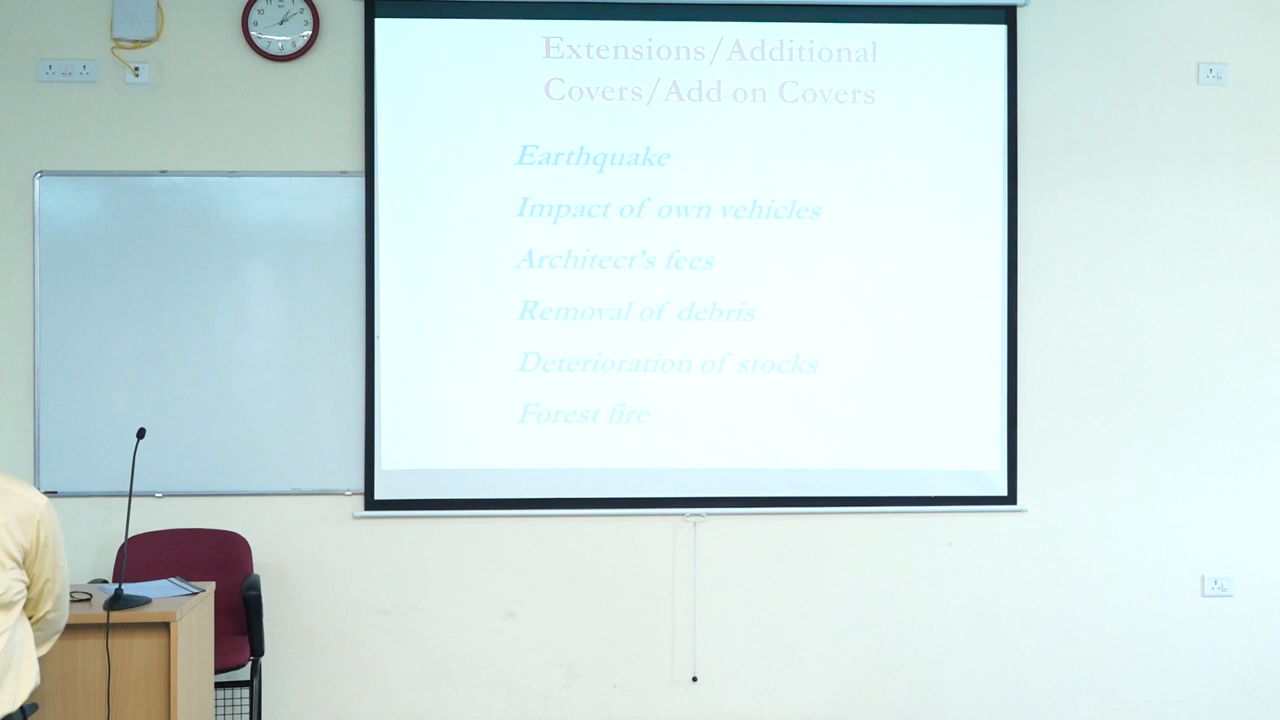 Extensions/Additional
Covers/Add on Covers
Earthquake
Impact of own vehicles
Architect's fees
Removal of debris
Deterioration of stocks
Forest fire